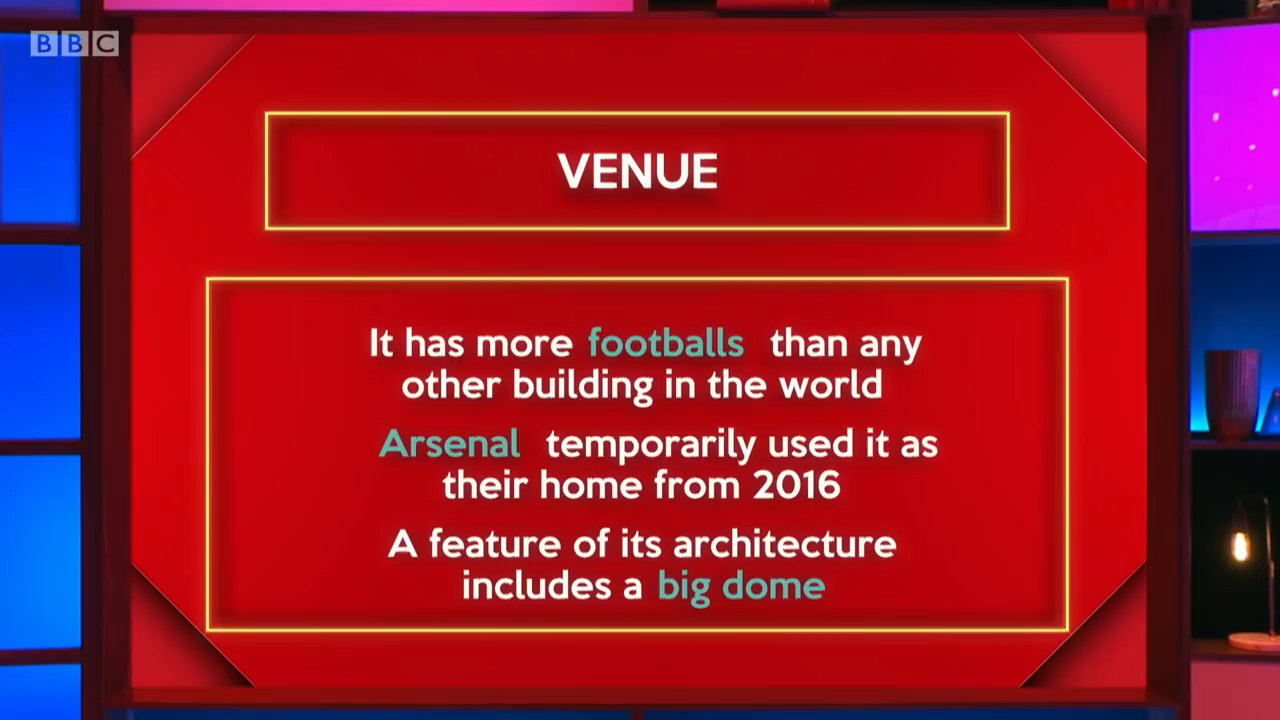 BBC
VENUE
It has more footballs than any
other building in the world
Arsenal temporarily used it as
their home from 2016
A feature of its architecture
includes a big dome